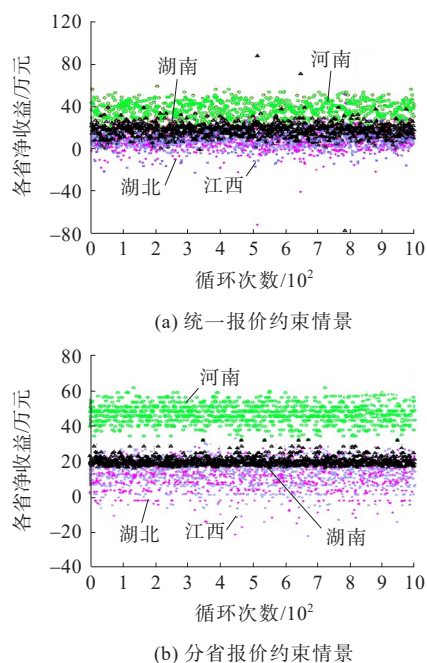 各省净收益/万元
120
80
40
0
–40
–80
湖南
河南
湖北
江西
0 1 2 3 4 5 6 7 8 9 10
循环次数/10²
(a) 统一报价约束情景
各省净收益/万元
80
60
40
20
0
–20
–40
河南
湖北
江西
湖南
0 1 2 3 4 5 6 7 8 9 10
循环次数/10²
(b) 分省报价约束情景